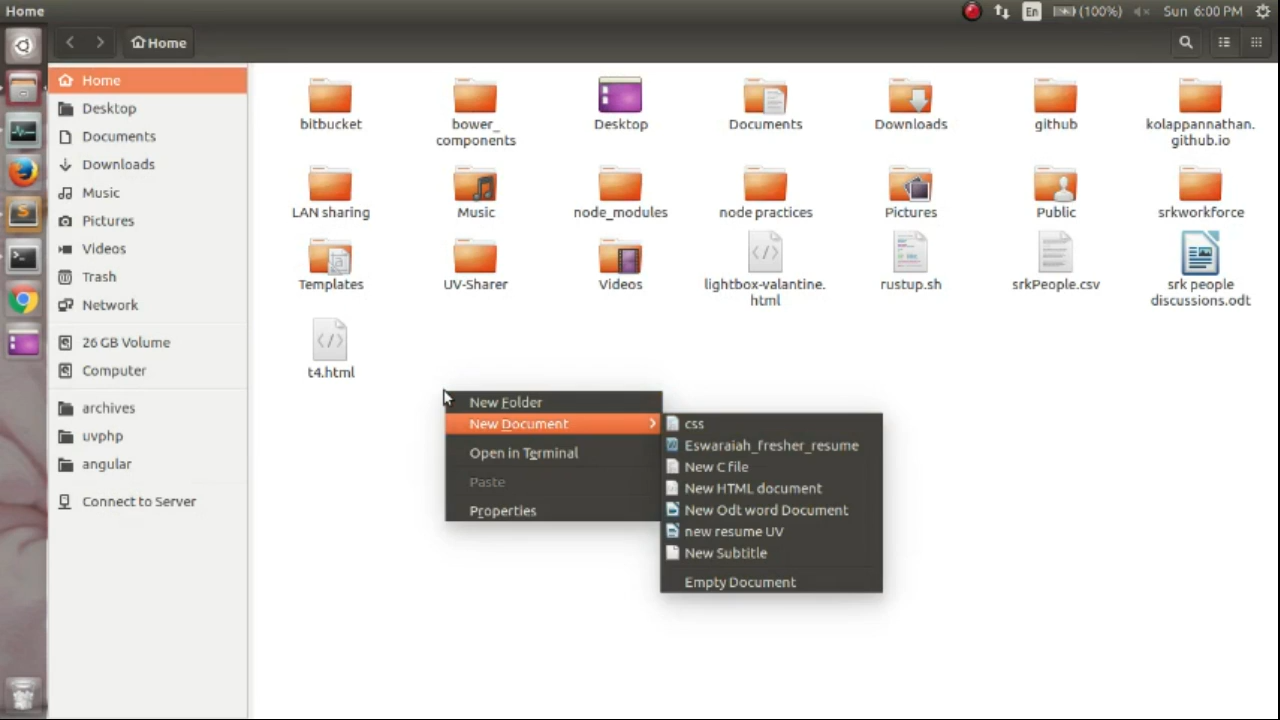 Home
En
(100%)
Sun 6:00 PM
Home
Home
Desktop
Documents
Downloads
Music
Pictures
Videos
Trash
Network
26 GB Volume
Computer
archives
uvphp
angular
Connect to Server
bitbucket
bower_
components
Desktop
Documents
Downloads
github
kolappannathan.
github.io
LAN sharing
Music
node_modules
node practices
Pictures
Public
srkworkforce
Templates
UV-Sharer
Videos
lightbox-valantine.
html
rustup.sh
srkPeople.csv
srk people
discussions.odt
t4.html
New Folder
New Document
Open in Terminal
Paste
Properties
css
Eswaraiah_fresher_resume
New C file
New HTML document
New Odt word Document
new resume UV
New Subtitle
Empty Document